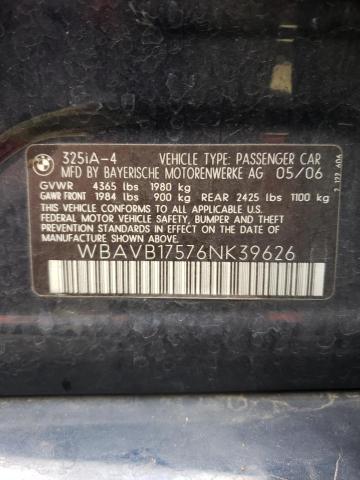 325iA-4 VEHICLE TYPE: PASSENGER CAR
MFD BY BAYERISCHE MOTORENWERKE AG 05/06
GVWR 4365 lbs 1980 kg
GAWR FRONT 1984 lbs 900 kg REAR 2425 lbs 1100 kg
THIS VEHICLE CONFORMS TO ALL APPLICABLE U.S.
FEDERAL MOTOR VEHICLE SAFETY, BUMPER AND THEFT
PREVENTION STANDARDS IN EFFECT ON THE DATE OF
MANUFACTURE SHOWN ABOVE.
WBAVB17576NK39626